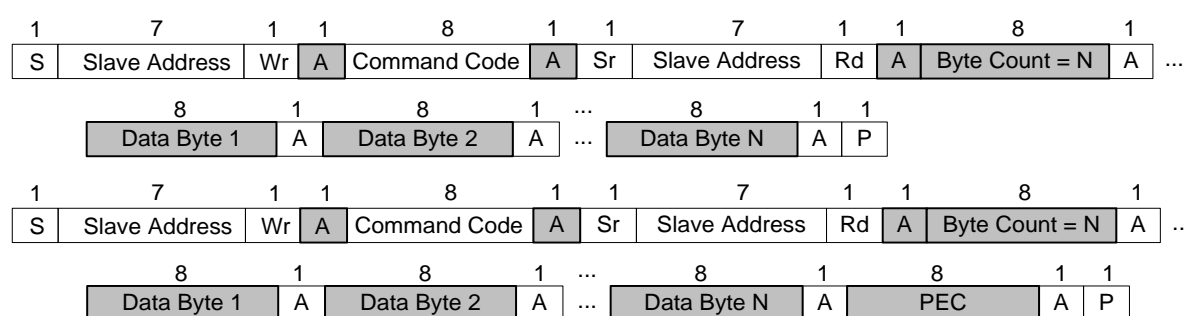 1 7 1 1 8 1 1 7 1 1 8 1
S Slave Address Wr A Command Code A Sr Slave Address Rd A Byte Count = N A ...
8 1 8 1 ... 8 1 1
Data Byte 1 A Data Byte 2 A ... Data Byte N A P
1 7 1 1 8 1 1 7 1 1 8 1
S Slave Address Wr A Command Code A Sr Slave Address Rd A Byte Count = N A ..
8 1 8 1 ... 8 1 8 1 1
Data Byte 1 A Data Byte 2 A ... Data Byte N A PEC A P